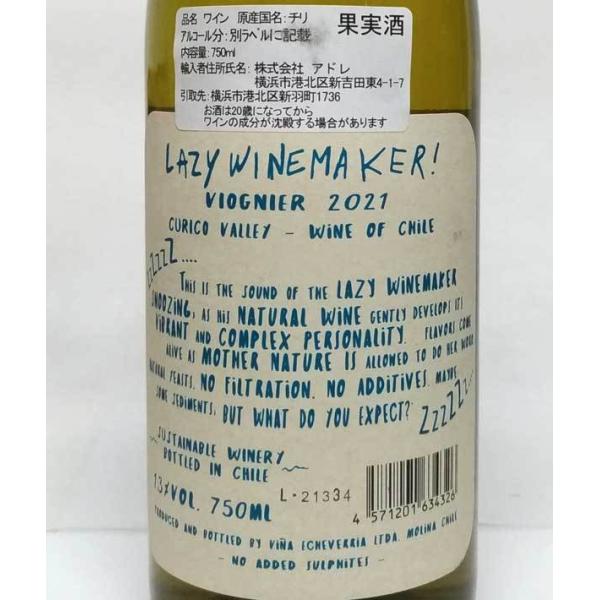 品名 ワイン 原産国名:チリ
アルコール分:別ラベルに記載 果実酒
内容量:750ml
輸入者住所氏名: 株式会社 アドレ
横浜市港北区新吉田東4-1-7
引取先: 横浜市港北区新羽町1736
お酒は20歳になってから
ワインの成分が沈殿する場合があります
LAZY WINEMAKER!
VIOGNIER 2021
CURICO VALLEY - WINE OF CHILE
ZZZZZ....
THIS IS THE SOUND OF THE LAZY WINEMAKER
SNOOZING, AS HIS NATURAL WINE GENTLY DEVELOPS ITS
VIBRANT AND COMPLEX PERSONALITY. FLAVORS COME
ALIVE AS MOTHER NATURE IS ALLOWED TO DO HER WORK.
NATURAL YEASTS. NO FILTRATION. NO ADDITIVES. MAYBE
SOME SEDIMENTS, BUT WHAT DO YOU EXPECT?
ZZZZZZ...
SUSTAINABLE WINERY
BOTTLED IN CHILE
13%VOL. 750ML
L·21334
4 571201 634326
PRODUCED AND BOTTLED BY VIÑA ECHEVERRIA LTDA. MOLINA CHILE
- NO ADDED SULPHITES -